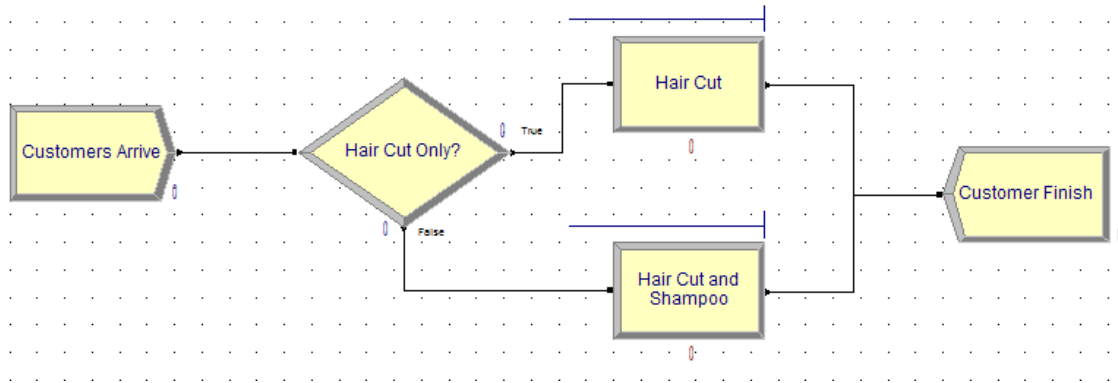 Customers Arrive
0
Hair Cut Only?
0
True
0
False
Hair Cut
0
Hair Cut and
Shampoo
0
Customer Finish